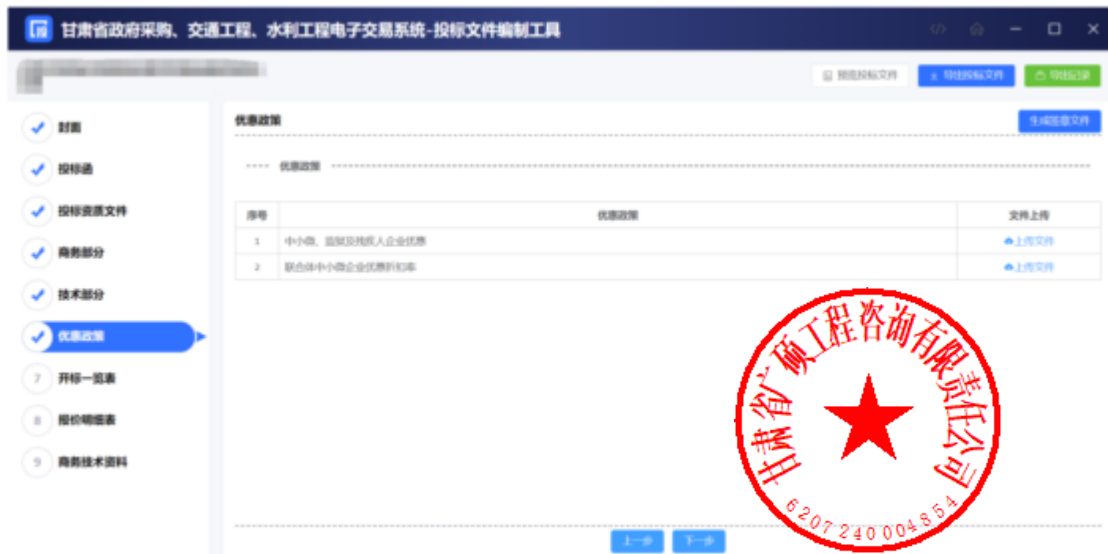 甘肃省政府采购、交通工程、水利工程电子交易系统-投标文件编制工具
预览投标文件
导出投标文件
导出记录
封面
投标函
投标资质文件
商务部分
技术部分
优惠政策
7 开标一览表
8 报价明细表
9 商务技术资料
优惠政策
生成签章文件
优惠政策
序号 优惠政策 文件上传
1 中小微、监狱及残疾人企业优惠 上传文件
2 联合体中小微企业优惠折扣率 上传文件
甘肃省广硕工程咨询有限责任公司
6207240004854
上一步 下一步